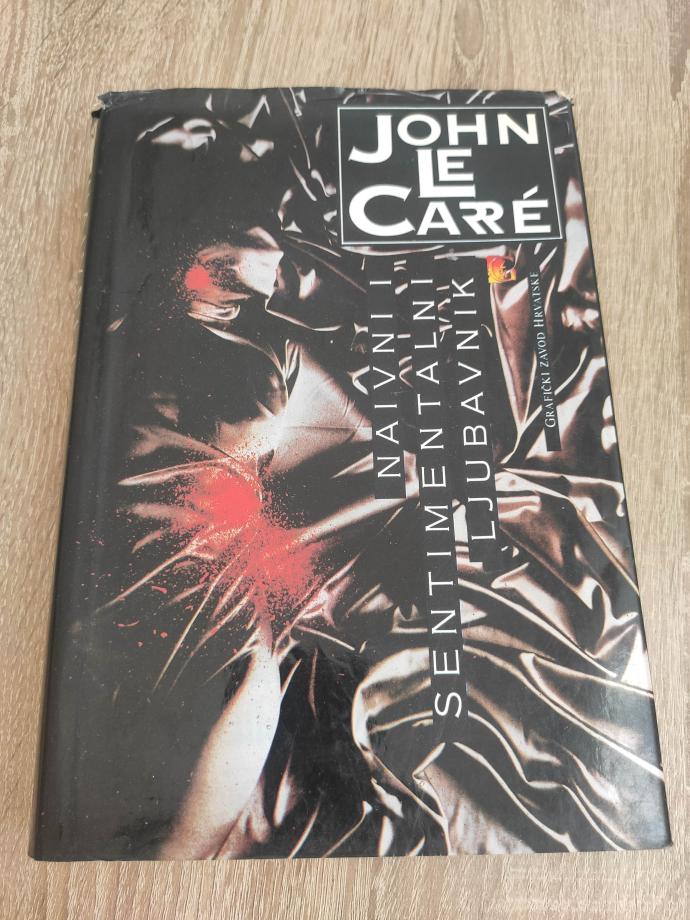 JOHN
LE
CARRÉ
NAIVNI I
SENTIMENTALNI
LJUBAVNIK
GRAFIČKI ZAVOD HRVATSKE